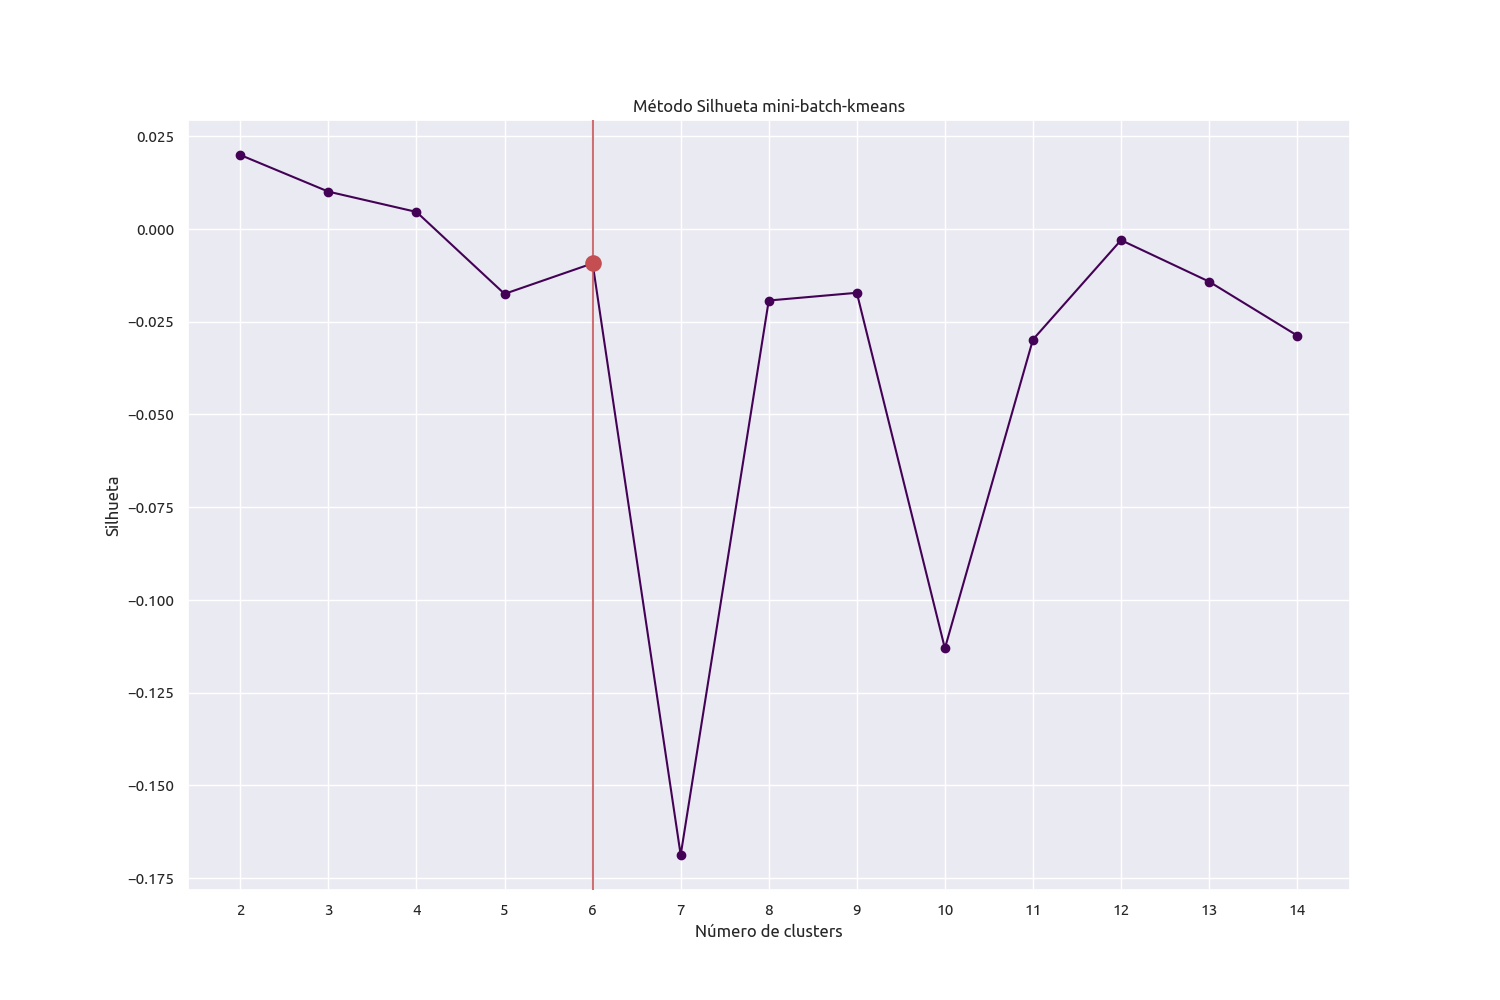 Método Silhueta mini-batch-kmeans
0.025
0.000
−0.025
−0.050
−0.075
−0.100
−0.125
−0.150
−0.175
Silhueta
2 3 4 5 6 7 8 9 10 11 12 13 14
Número de clusters